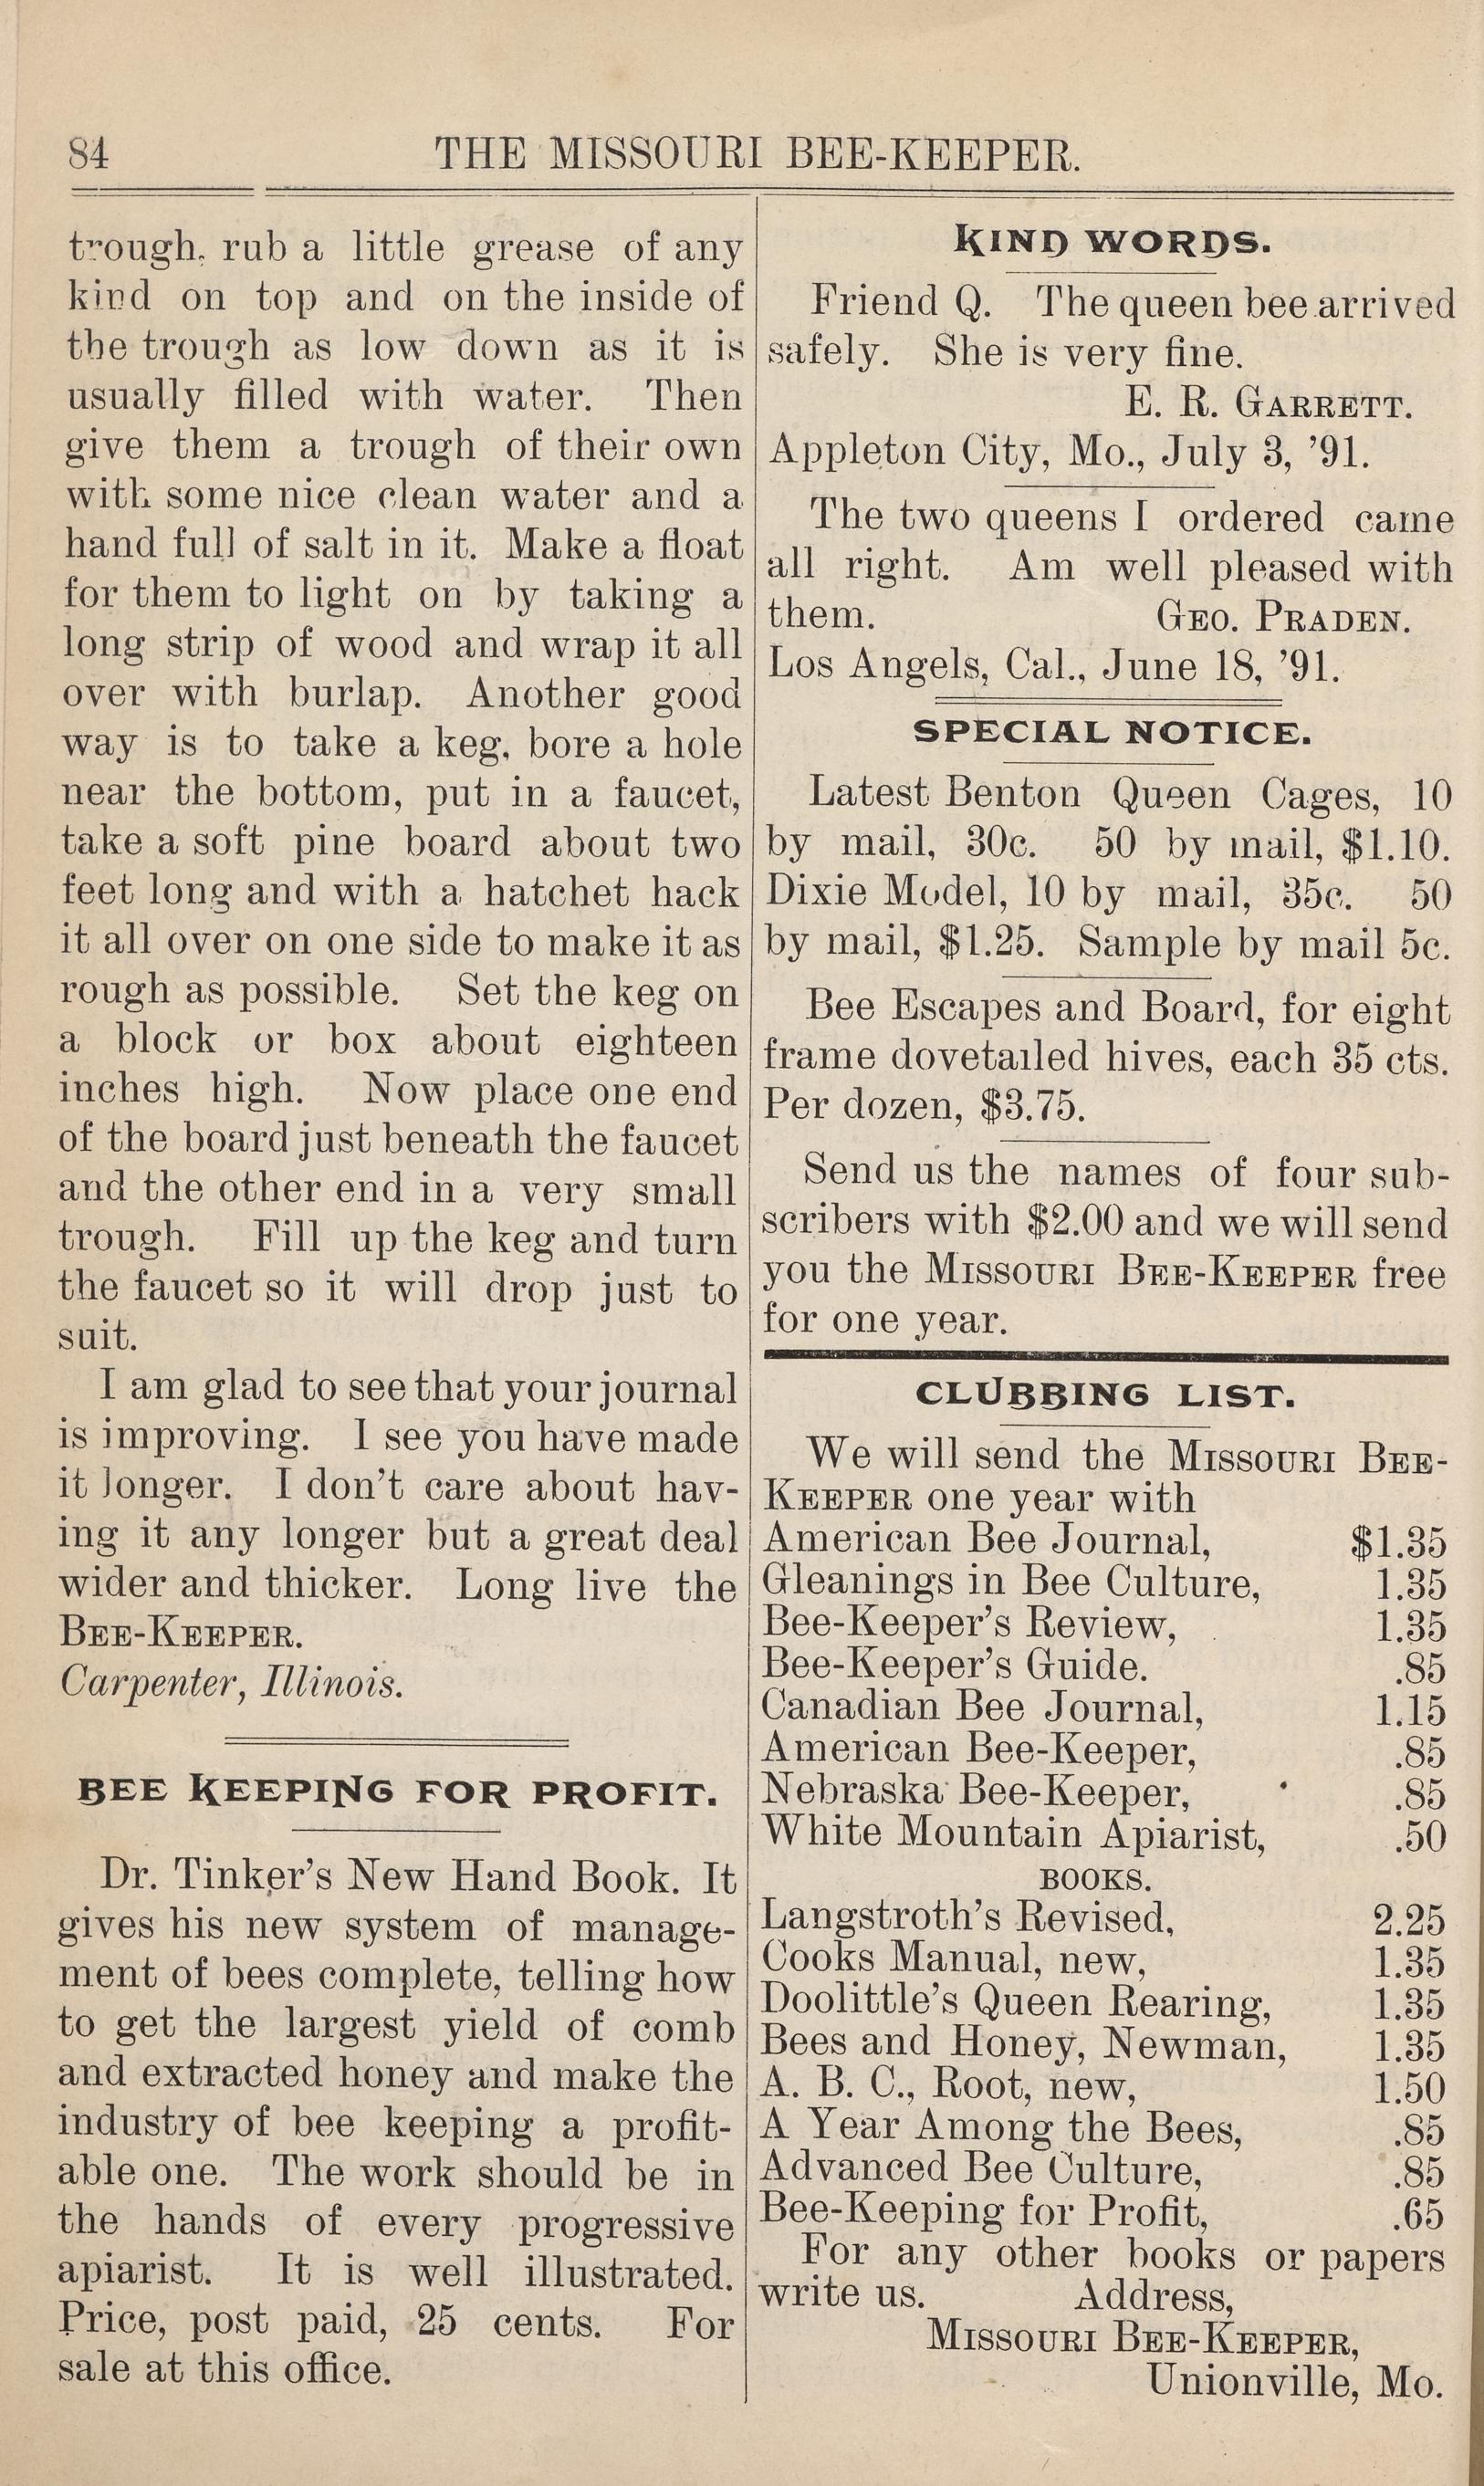 84
THE MISSOURI BEE-KEEPER.
trough, rub a little grease of any
kind on top and on the inside of
the trough as low down as it is
usually filled with water. Then
give them a trough of their own
with some nice clean water and a
hand full of salt in it. Make a float
for them to light on by taking a
long strip of wood and wrap it all
over with burlap. Another good
way is to take a keg, bore a hole
near the bottom, put in a faucet,
take a soft pine board about two
feet long and with a hatchet hack
it all over on one side to make it as
rough as possible. Set the keg on
a block or box about eighteen
inches high. Now place one end
of the board just beneath the faucet
and the other end in a very small
trough. Fill up the keg and turn
the faucet so it will drop just to
suit.
I am glad to see that your journal
is improving. I see you have made
it longer. I don't care about hav-
ing it any longer but a great deal
wider and thicker. Long live the
BEE-KEEPER.
Carpenter, Illinois.
BEE KEEPING FOR PROFIT.
Dr. Tinker's New Hand Book. It
gives his new system of manage-
ment of bees complete, telling how
to get the largest yield of comb
and extracted honey and make the
industry of bee keeping a profit-
able one. The work should be in
the hands of every progressive
apiarist. It is well illustrated.
Price, post paid, 25 cents. For
sale at this office.
KIND WORDS.
Friend Q. The queen bee arrived
safely. She is very fine.
E. R. GARRETT.
Appleton City, Mo., July 3, '91.
The two queens I ordered came
all right. Am well pleased with
them. GEO. PRADEN.
Los Angels, Cal., June 18, '91.
SPECIAL NOTICE.
Latest Benton Queen Cages, 10
by mail, 30c. 50 by mail, $1.10.
Dixie Model, 10 by mail, 35c. 50
by mail, $1.25. Sample by mail 5c.
Bee Escapes and Board, for eight
frame dovetailed hives, each 35 cts.
Per dozen, $3.75.
Send us the names of four sub-
scribers with $2.00 and we will send
you the MISSOURI BEE-KEEPER free
for one year.
CLUBBING LIST.
We will send the MISSOURI BEE-
KEEPER one year with
American Bee Journal, $1.35
Gleanings in Bee Culture, 1.35
Bee-Keeper's Review, 1.35
Bee-Keeper's Guide. .85
Canadian Bee Journal, 1.15
American Bee-Keeper, .85
Nebraska Bee-Keeper, .85
White Mountain Apiarist, .50
BOOKS.
Langstroth's Revised, 2.25
Cooks Manual, new, 1.35
Doolittle's Queen Rearing, 1.35
Bees and Honey, Newman, 1.35
A. B. C., Root, new, 1.50
A Year Among the Bees, .85
Advanced Bee Culture, .85
Bee-Keeping for Profit, .65
For any other books or papers
write us. Address,
MISSOURI BEE-KEEPER,
Unionville, Mo.